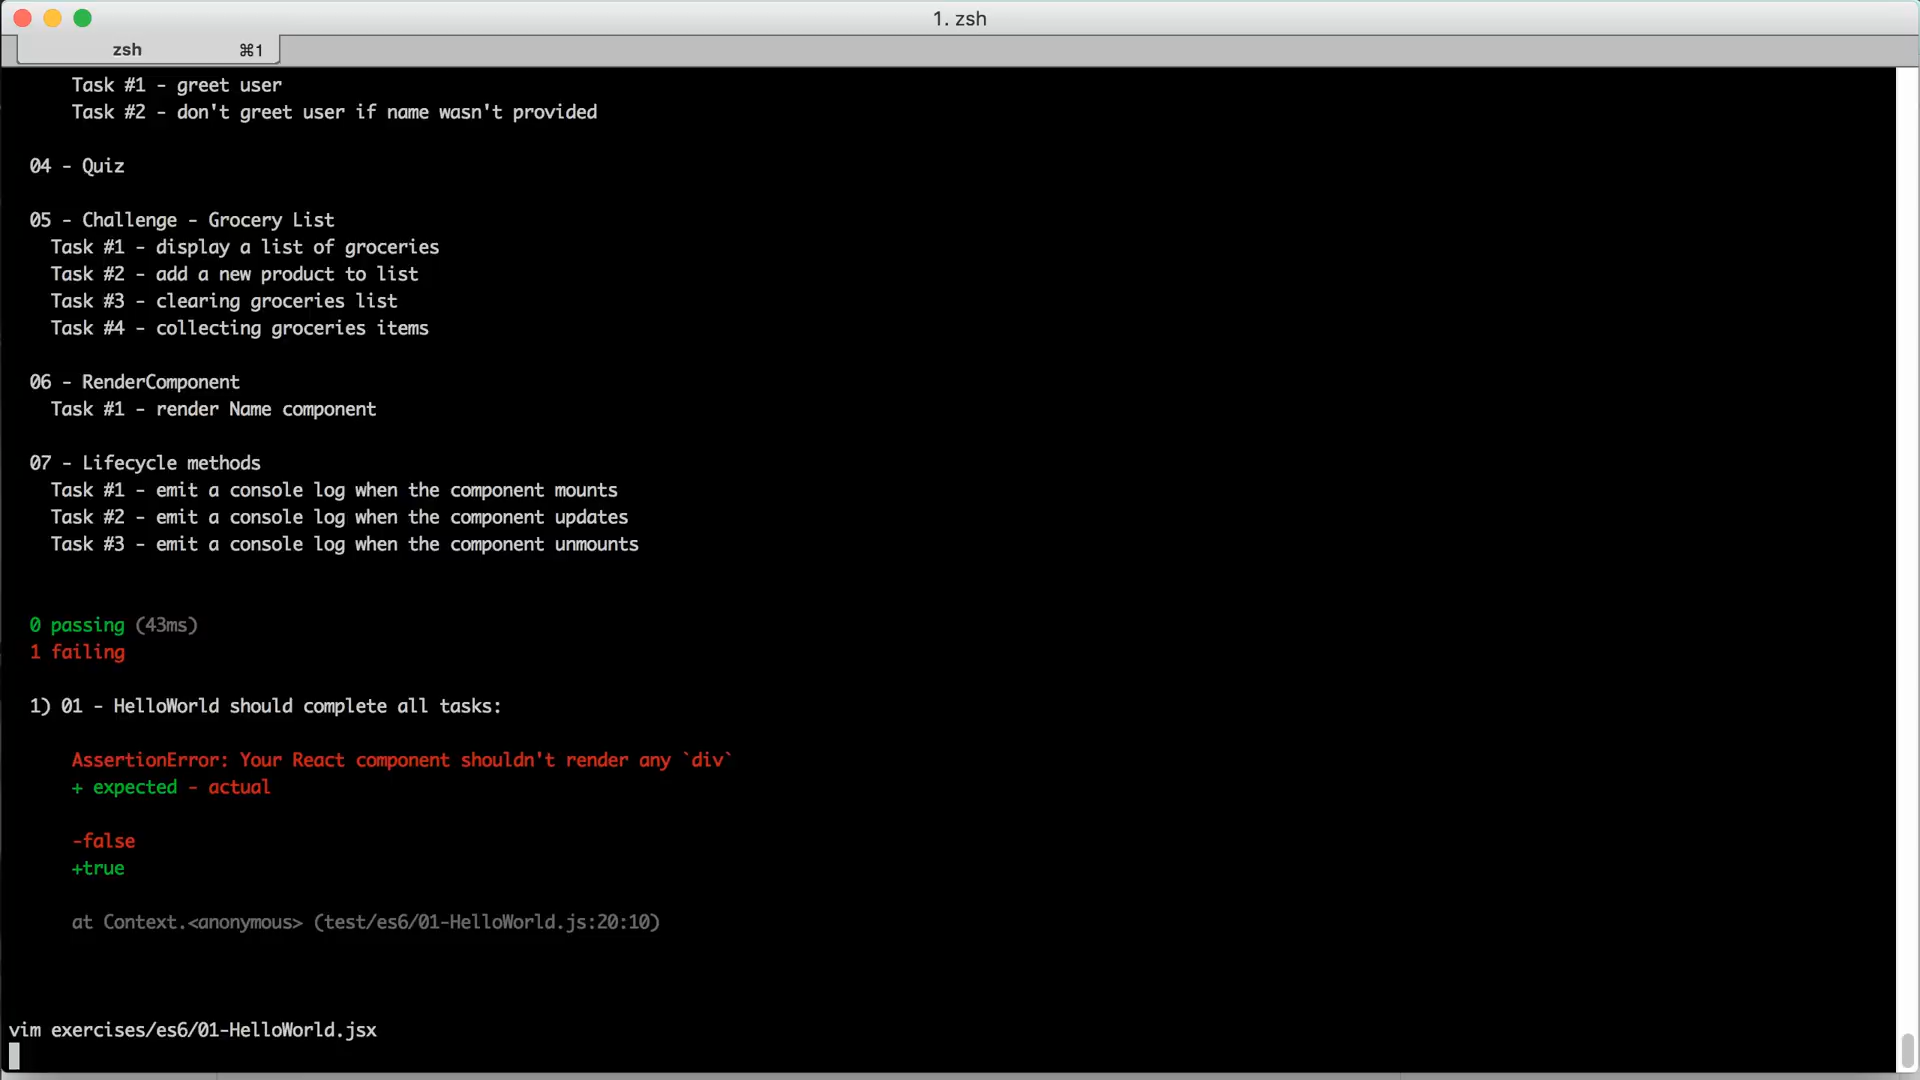 1. zsh
zsh ⌘1
Task #1 - greet user
Task #2 - don't greet user if name wasn't provided
04 - Quiz
05 - Challenge - Grocery List
Task #1 - display a list of groceries
Task #2 - add a new product to list
Task #3 - clearing groceries list
Task #4 - collecting groceries items
06 - RenderComponent
Task #1 - render Name component
07 - Lifecycle methods
Task #1 - emit a console log when the component mounts
Task #2 - emit a console log when the component updates
Task #3 - emit a console log when the component unmounts
0 passing (43ms)
1 failing
1) 01 - HelloWorld should complete all tasks:
AssertionError: Your React component shouldn't render any `div`
+ expected - actual
-false
+true
at Context.<anonymous> (test/es6/01-HelloWorld.js:20:10)
vim exercises/es6/01-HelloWorld.jsx